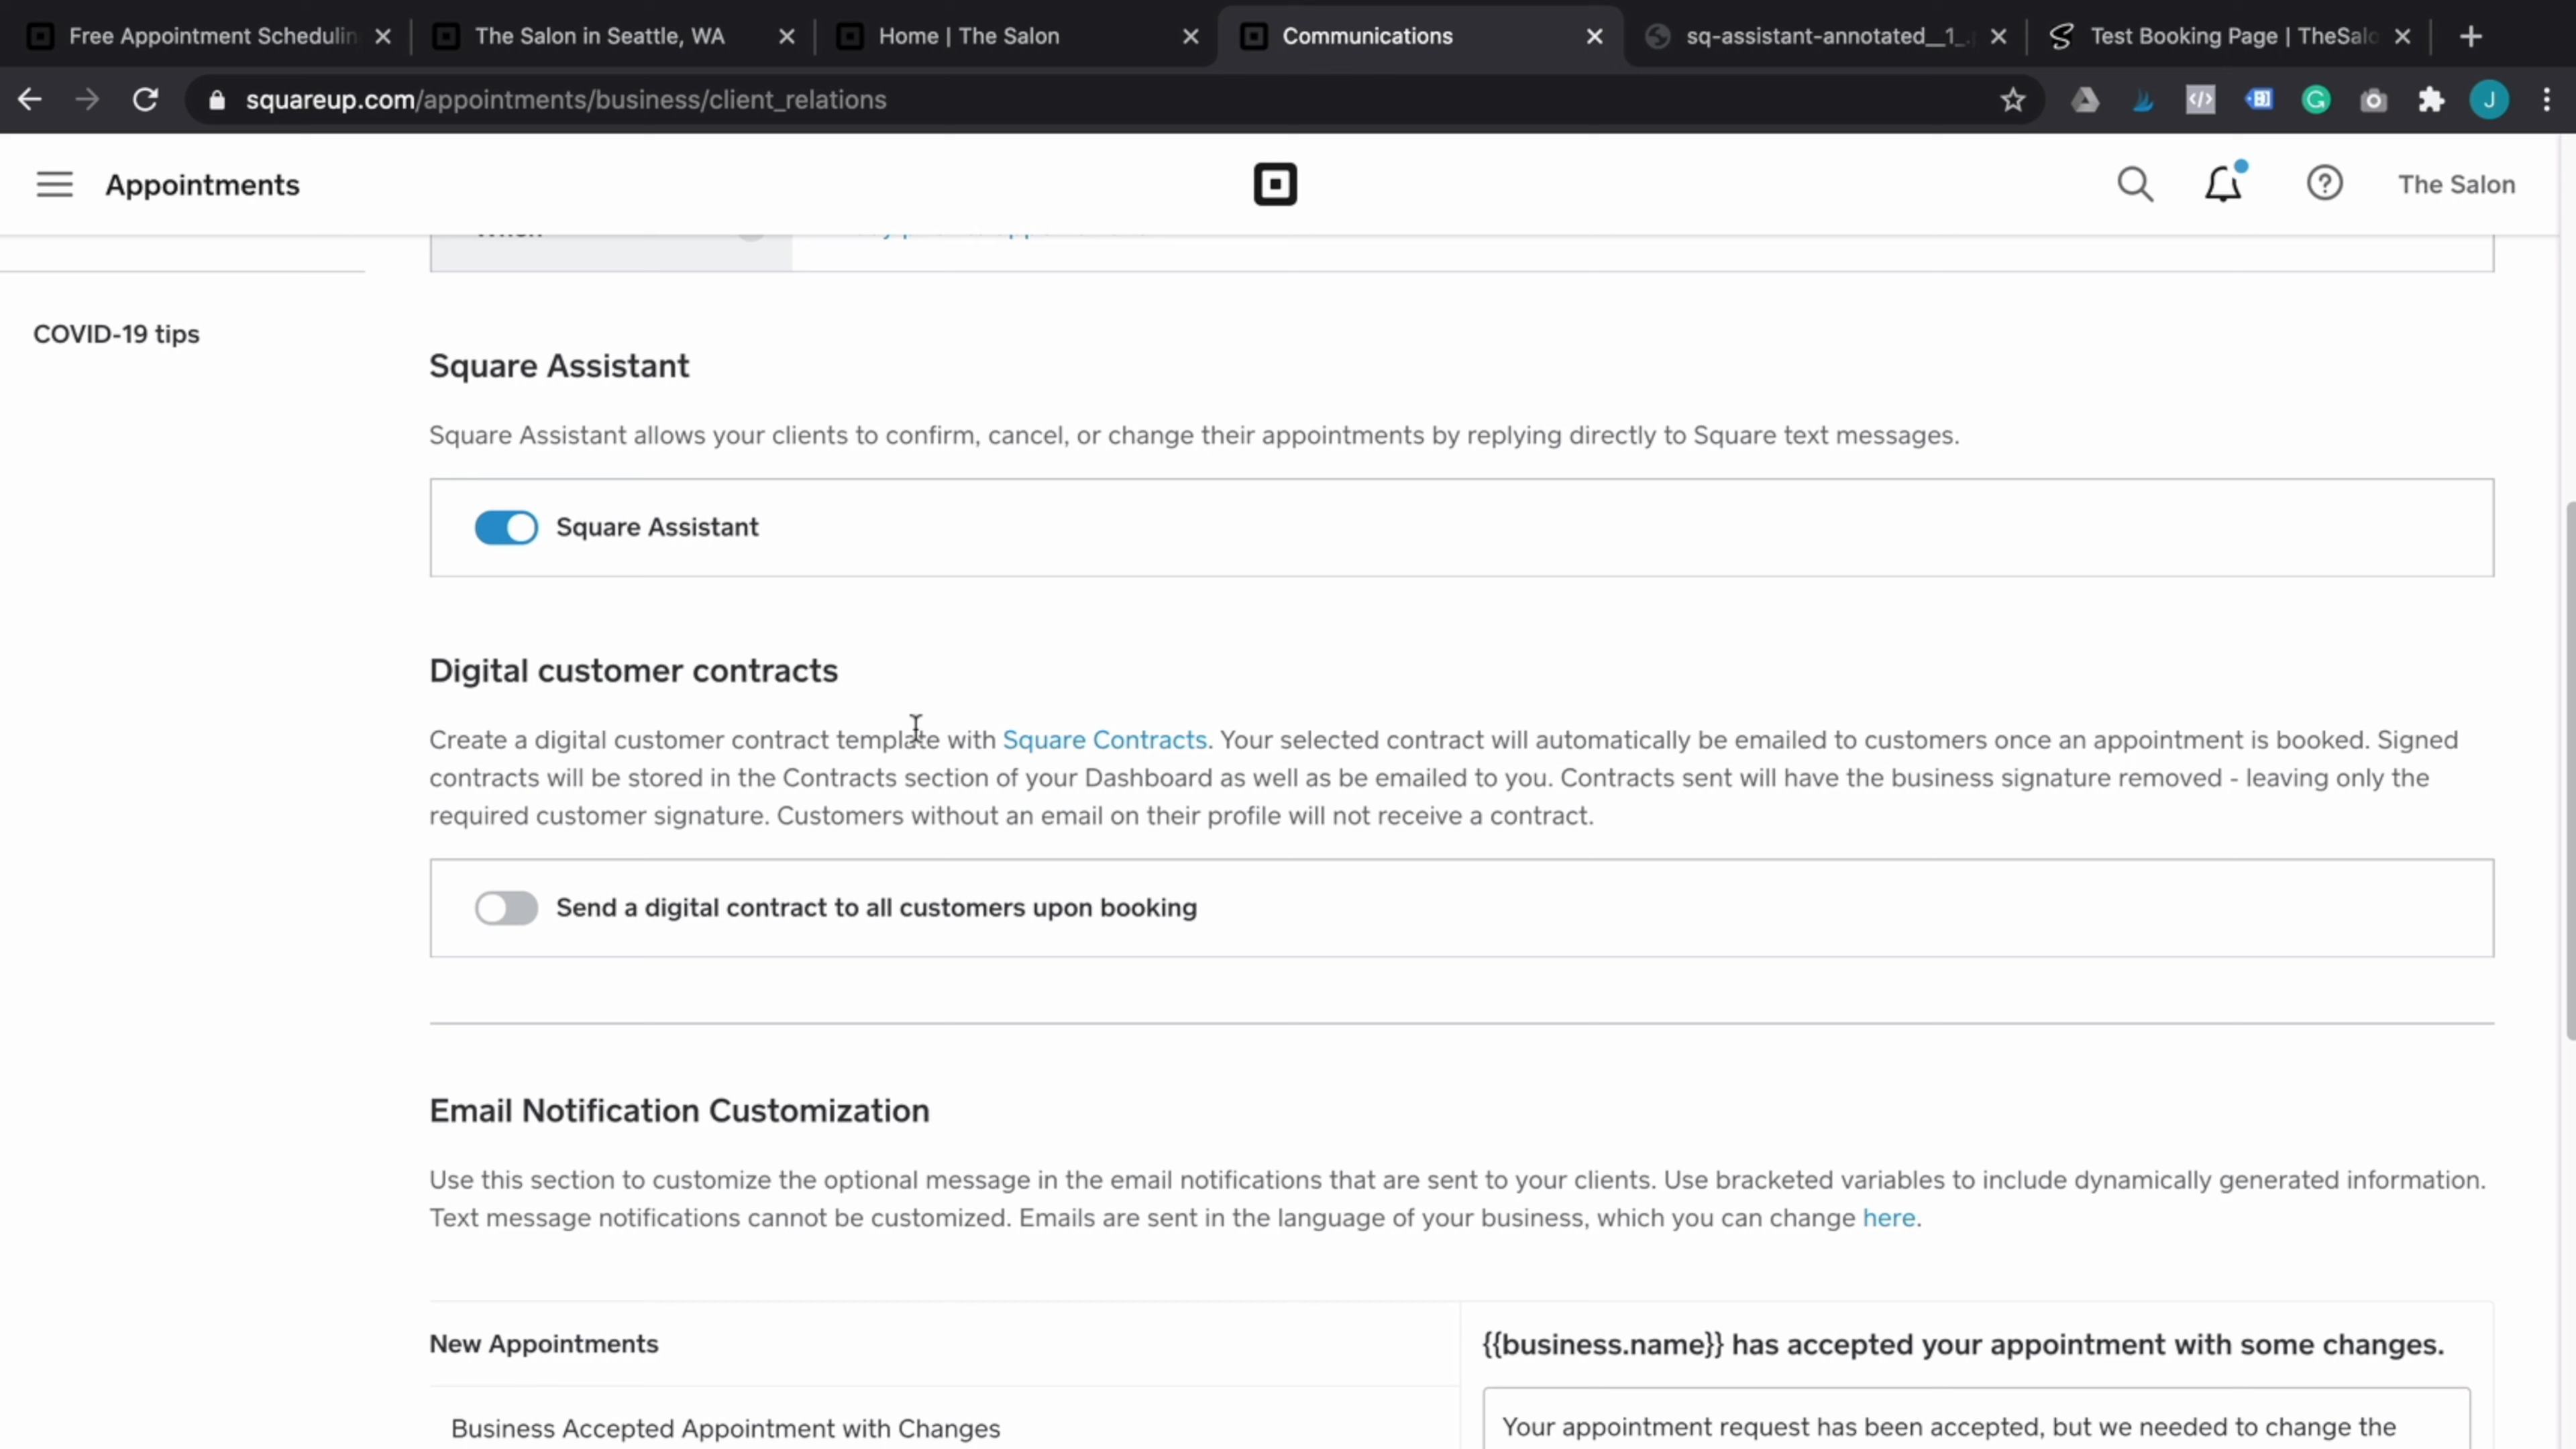 Free Appointment Schedulin
The Salon in Seattle, WA
Home | The Salon
Communications
sq-assistant-annotated__1_.
Test Booking Page | TheSalo
squareup.com/appointments/business/client_relations
J
Appointments
The Salon
COVID-19 tips
Square Assistant
Square Assistant allows your clients to confirm, cancel, or change their appointments by replying directly to Square text messages.
Square Assistant
Digital customer contracts
Create a digital customer contract template with Square Contracts. Your selected contract will automatically be emailed to customers once an appointment is booked. Signed
contracts will be stored in the Contracts section of your Dashboard as well as be emailed to you. Contracts sent will have the business signature removed - leaving only the
required customer signature. Customers without an email on their profile will not receive a contract.
Send a digital contract to all customers upon booking
Email Notification Customization
Use this section to customize the optional message in the email notifications that are sent to your clients. Use bracketed variables to include dynamically generated information.
Text message notifications cannot be customized. Emails are sent in the language of your business, which you can change here.
New Appointments
{{business.name}} has accepted your appointment with some changes.
Business Accepted Appointment with Changes
Your appointment request has been accepted, but we needed to change the